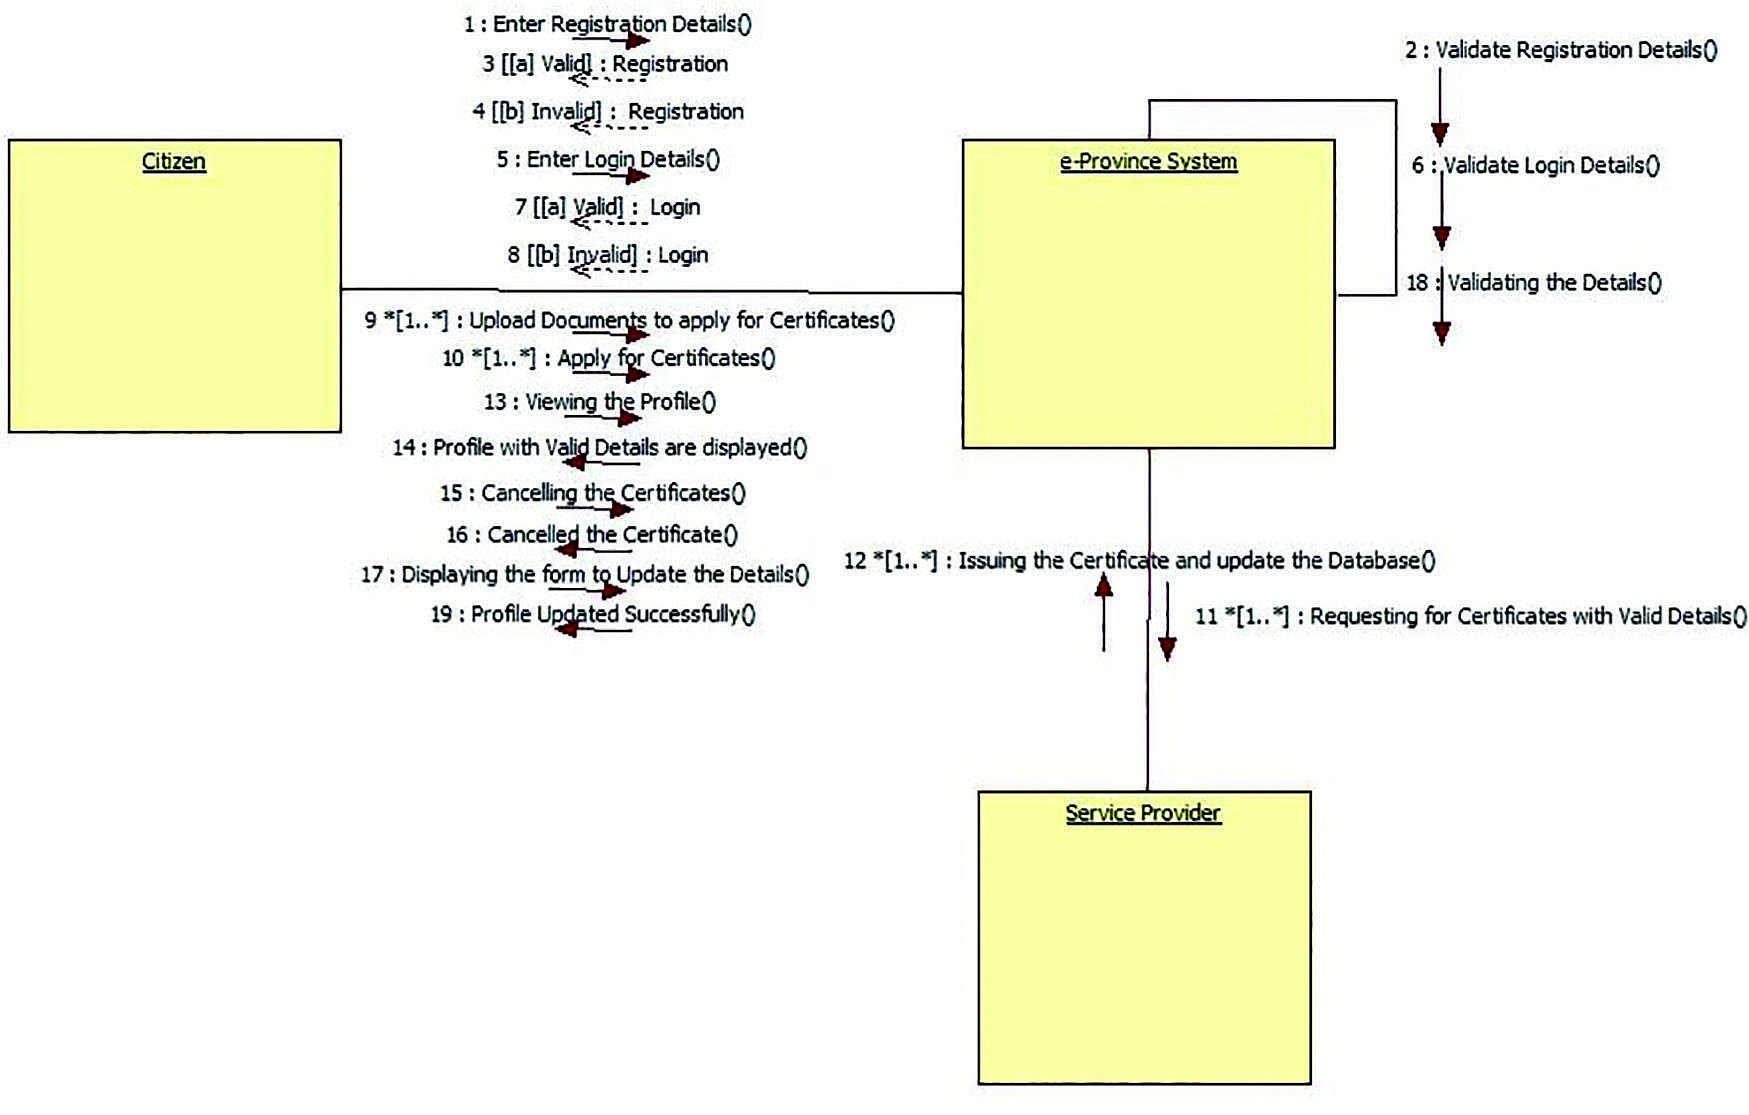 1 : Enter Registration Details()
3 [[a] Valid] : Registration
4 [[b] Invalid] : Registration
5 : Enter Login Details()
7 [[a] Valid] : Login
8 [[b] Invalid] : Login
2 : Validate Registration Details()
6 : Validate Login Details()
18 : Validating the Details()
Citizen
e-Province System
9 *[1..*] : Upload Documents to apply for Certificates()
10 *[1..*] : Apply for Certificates()
13 : Viewing the Profile()
14 : Profile with Valid Details are displayed()
15 : Cancelling the Certificates()
16 : Cancelled the Certificate()
17 : Displaying the form to Update the Details()
19 : Profile Updated Successfully()
12 *[1..*] : Issuing the Certificate and update the Database()
11 *[1..*] : Requesting for Certificates with Valid Details()
Service Provider